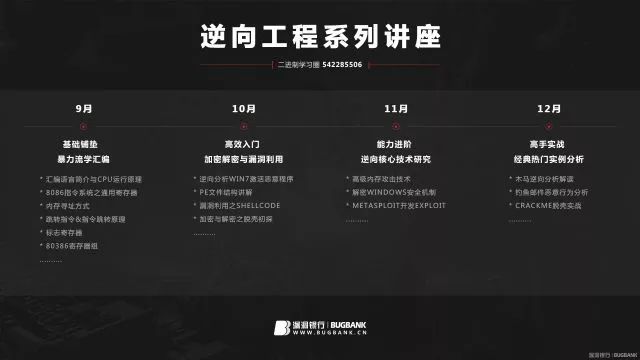 逆向工程系列讲座
二进制学习圈 542285506
9月
基础铺垫
暴力流学汇编
* 汇编语言简介与CPU运行原理
* 8086指令系统之通用寄存器
* 内存寻址方式
* 跳转指令&指令跳转原理
* 标志寄存器
* 80386寄存器组
..........
10月
高效入门
加密解密与漏洞利用
* 逆向分析WIN7激活恶意程序
* PE文件结构讲解
* 漏洞利用之SHELLCODE
* 加密与解密之脱壳初探
..........
11月
能力进阶
逆向核心技术研究
* 高级内存攻击技术
* 解密WINDOWS安全机制
* METASPLOIT开发EXPLOIT
..........
12月
高手实战
经典热门实例分析
* 木马逆向分析解读
* 钓鱼邮件恶意行为分析
* CRACKME脱壳实战
..........
漏洞银行 | BUGBANK
WWW.BUGBANK.CN
漏洞银行 | BUGBANK